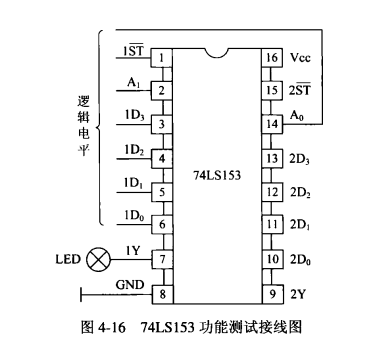 1S̅T̅ 1 16 Vcc
A₁ 2 15 2S̅T̅
1D₃ 3 14 A₀
1D₂ 4 13 2D₃
74LS153
1D₁ 5 12 2D₂
1D₀ 6 11 2D₁
逻辑电平
LED 1Y 7 10 2D₀
GND 8 9 2Y
图 4-16 74LS153 功能测试接线图